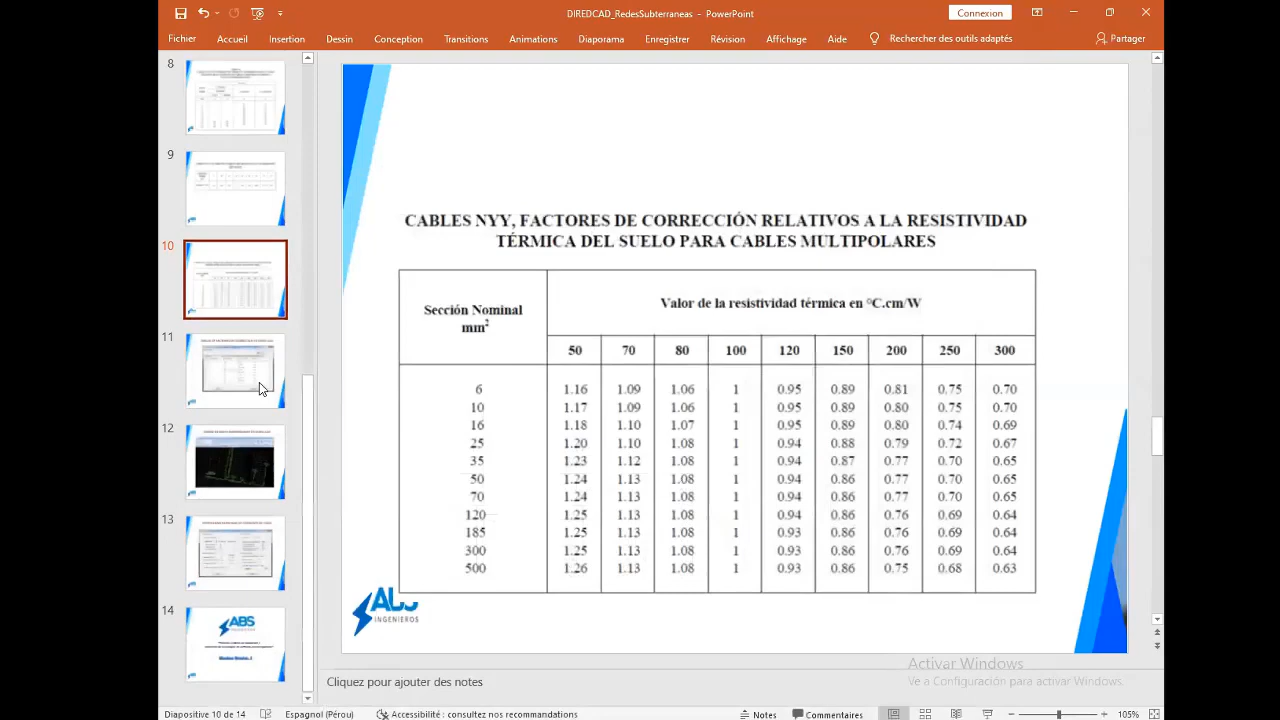 DIREDCAD_RedesSubterraneas – PowerPoint
Connexion
Fichier Accueil Insertion Dessin Conception Transitions Animations Diaporama Enregistrer Révision Affichage Aide Rechercher des outils adaptés Partager
8
9
10
11
12
13
14
ABS
CABLES NYY, FACTORES DE CORRECCIÓN RELATIVOS A LA RESISTIVIDAD
TÉRMICA DEL SUELO PARA CABLES MULTIPOLARES
Sección Nominal
mm²
Valor de la resistividad térmica en °C.cm/W
50 70 80 100 120 150 200 250 300
6 1.16 1.09 1.06 1 0.95 0.89 0.81 0.75 0.70
10 1.17 1.09 1.06 1 0.95 0.89 0.80 0.75 0.70
16 1.18 1.10 1.07 1 0.95 0.89 0.80 0.74 0.69
25 1.20 1.10 1.08 1 0.94 0.88 0.79 0.72 0.67
35 1.23 1.12 1.08 1 0.94 0.87 0.77 0.70 0.65
50 1.24 1.13 1.08 1 0.94 0.86 0.77 0.70 0.65
70 1.24 1.13 1.08 1 0.94 0.86 0.77 0.70 0.65
120 1.25 1.13 1.08 1 0.94 0.86 0.76 0.69 0.64
185 1.25 1.13 1.08 1 0.93 0.86 0.76 0.69 0.64
300 1.25 1.13 1.08 1 0.93 0.86 0.76 0.69 0.64
500 1.26 1.13 1.08 1 0.93 0.86 0.75 0.68 0.63
ABS
INGENIEROS
Activar Windows
Ve a Configuración para activar Windows.
Cliquez pour ajouter des notes
Diapositive 10 de 14 Espagnol (Pérou) Accessibilité : consultez nos recommandations Notes Commentaires 105%